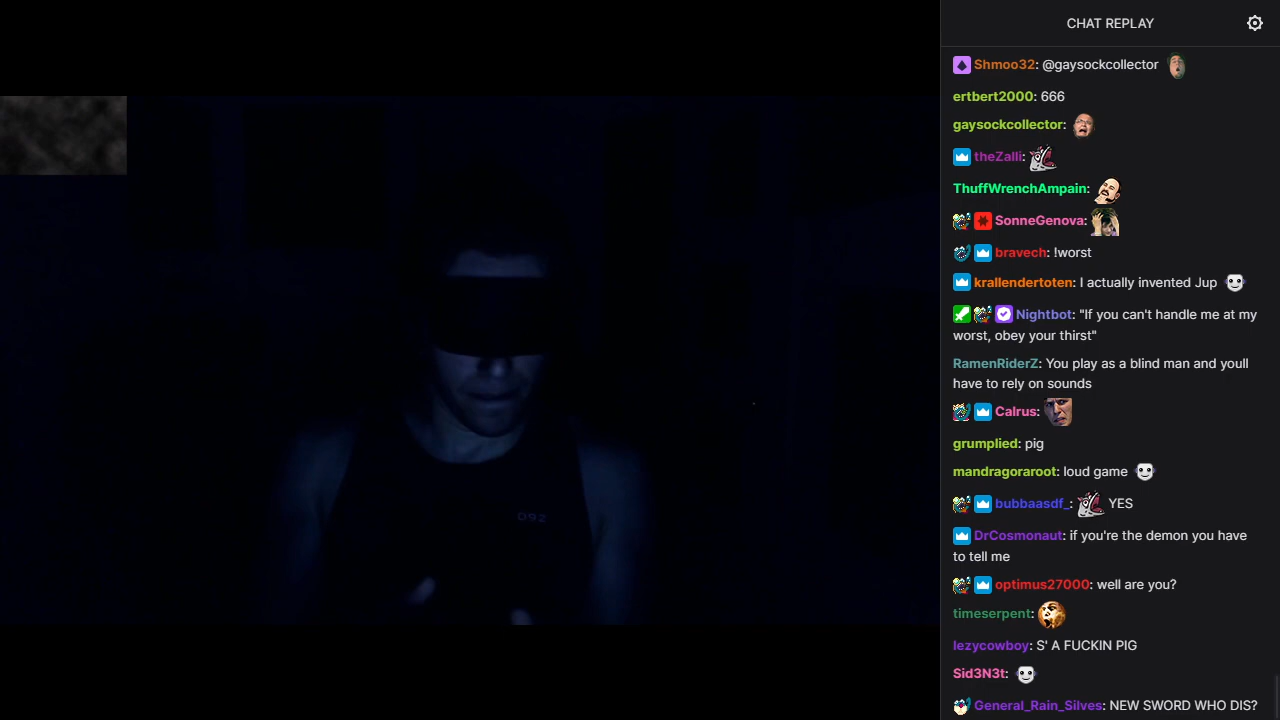 CHAT REPLAY
Shmoo32: @gaysockcollector
ertbert2000: 666
gaysockcollector:
theZalli:
ThuffWrenchAmpain:
SonneGenova:
bravech: !worst
krallendertoten: I actually invented Jup
Nightbot: "If you can't handle me at my
worst, obey your thirst"
RamenRiderZ: You play as a blind man and youll
have to rely on sounds
Calrus:
grumplied: pig
mandragoraroot: loud game
bubbaasdf_: YES
DrCosmonaut: if you're the demon you have
to tell me
optimus27000: well are you?
timeserpent:
lezycowboy: S' A FUCKIN PIG
Sid3N3t:
General_Rain_Silves: NEW SWORD WHO DIS?
092